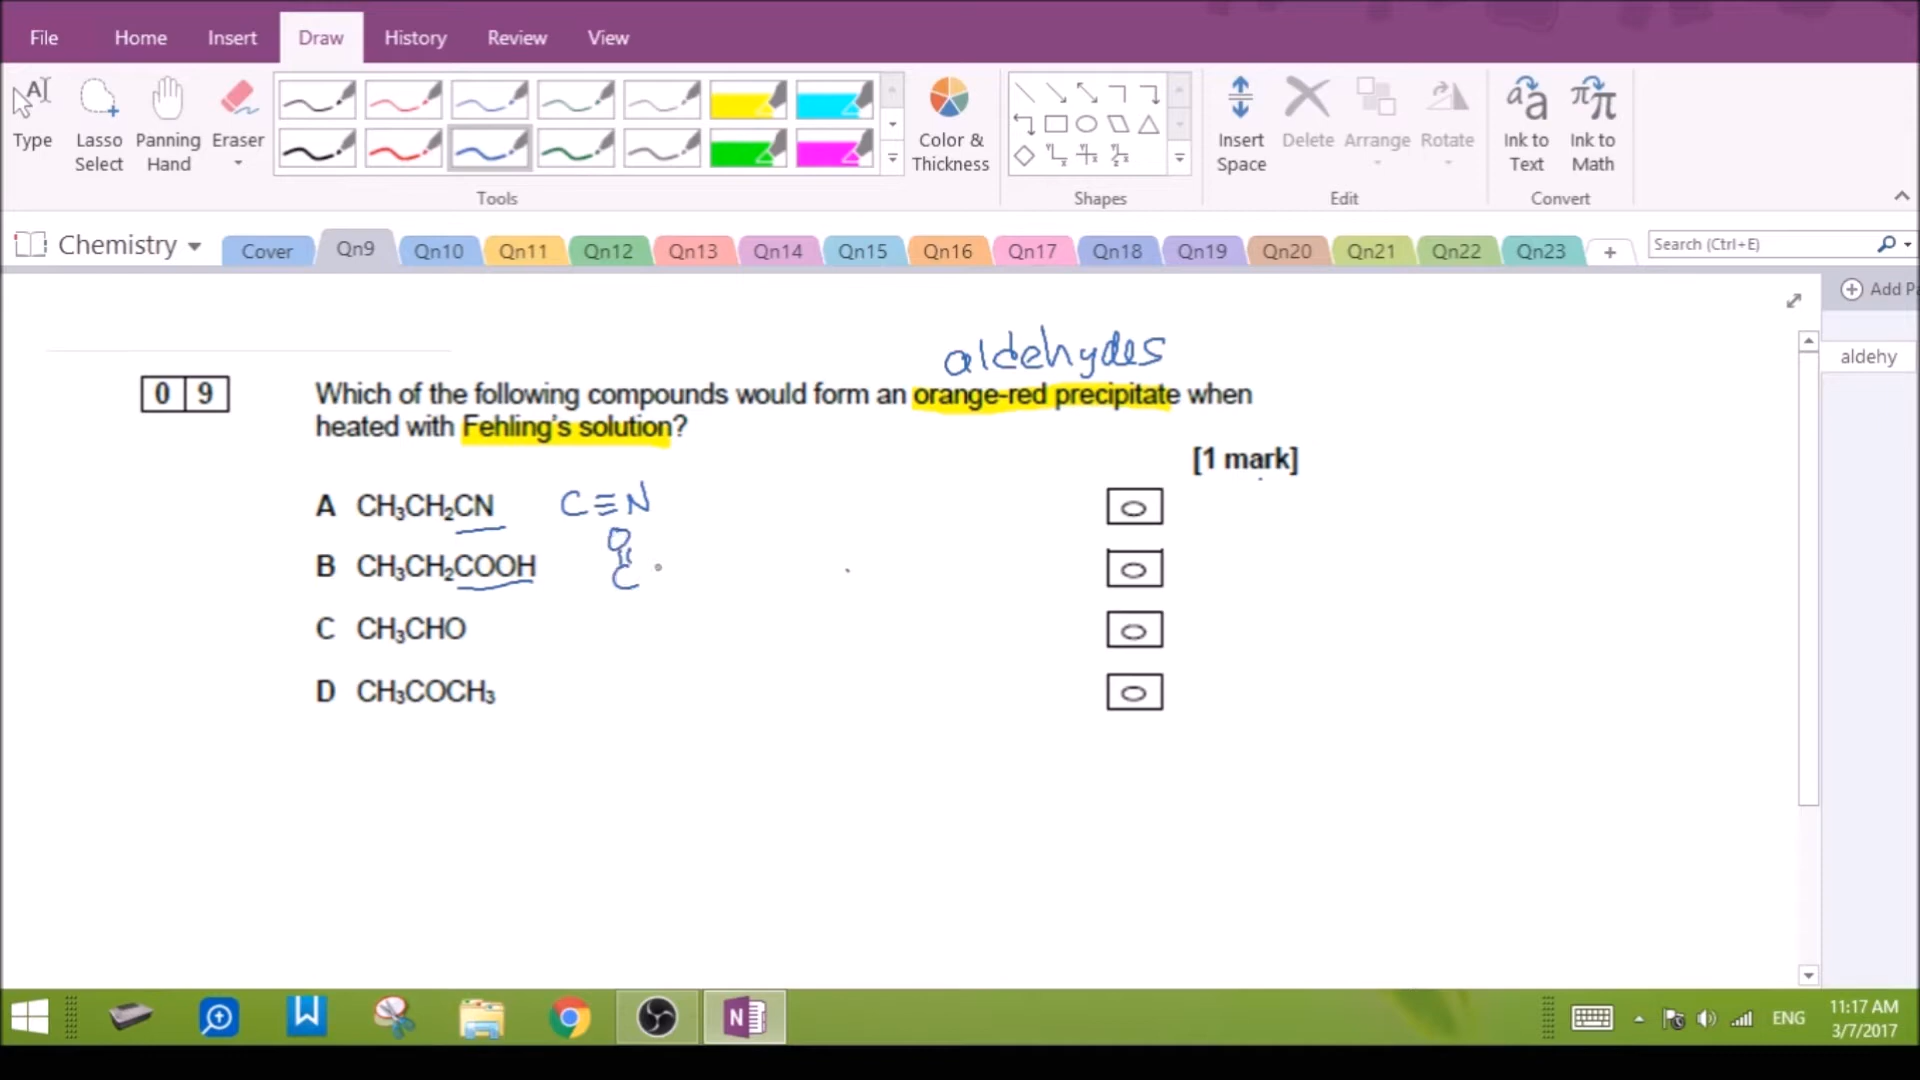 File Home Insert Draw History Review View
Type
Lasso Select
Panning Hand
Eraser
Color & Thickness
Insert Space
Delete
Arrange
Rotate
Ink to Text
Ink to Math
Tools
Shapes
Edit
Convert
Chemistry
Cover Qn9 Qn10 Qn11 Qn12 Qn13 Qn14 Qn15 Qn16 Qn17 Qn18 Qn19 Qn20 Qn21 Qn22 Qn23 +
Search (Ctrl+E)
Add Pa
aldehy
aldehydes
0 9 Which of the following compounds would form an orange-red precipitate when
heated with Fehling's solution?
[1 mark]
A CH₃CH₂CN C≡N
O
B CH₃CH₂COOH C
C CH₃CHO
D CH₃COCH₃
ENG
11:17 AM
3/7/2017